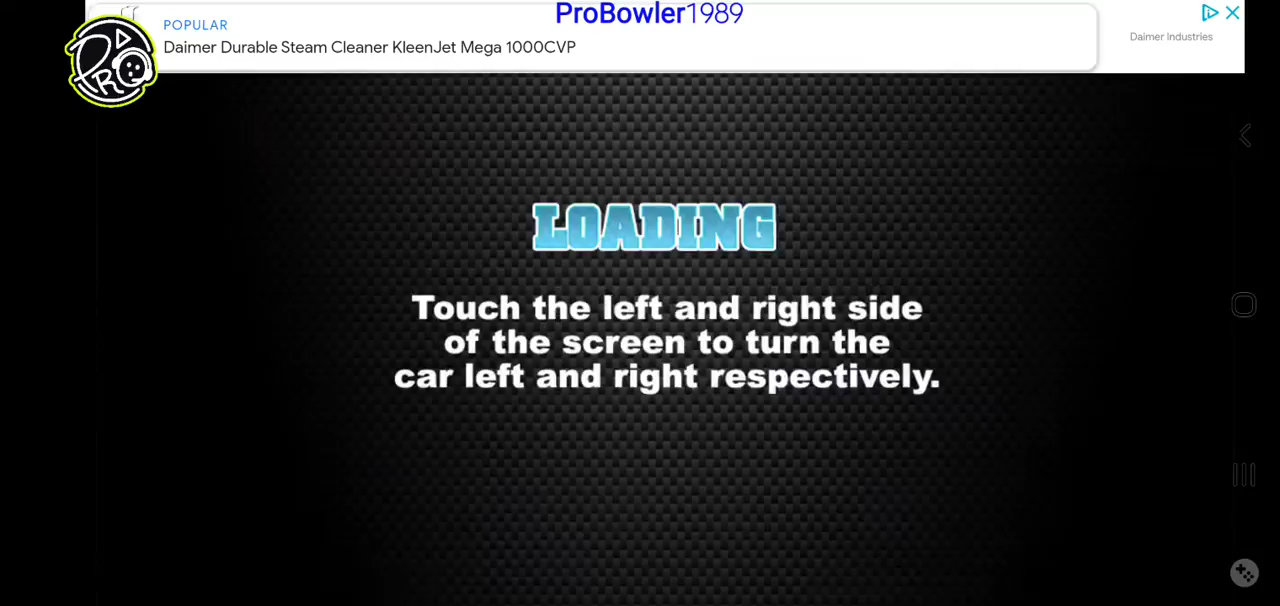 ProBowler1989
POPULAR
Daimer Durable Steam Cleaner KleenJet Mega 1000CVP
Daimer Industries
PRO
LOADING
Touch the left and right side
of the screen to turn the
car left and right respectively.